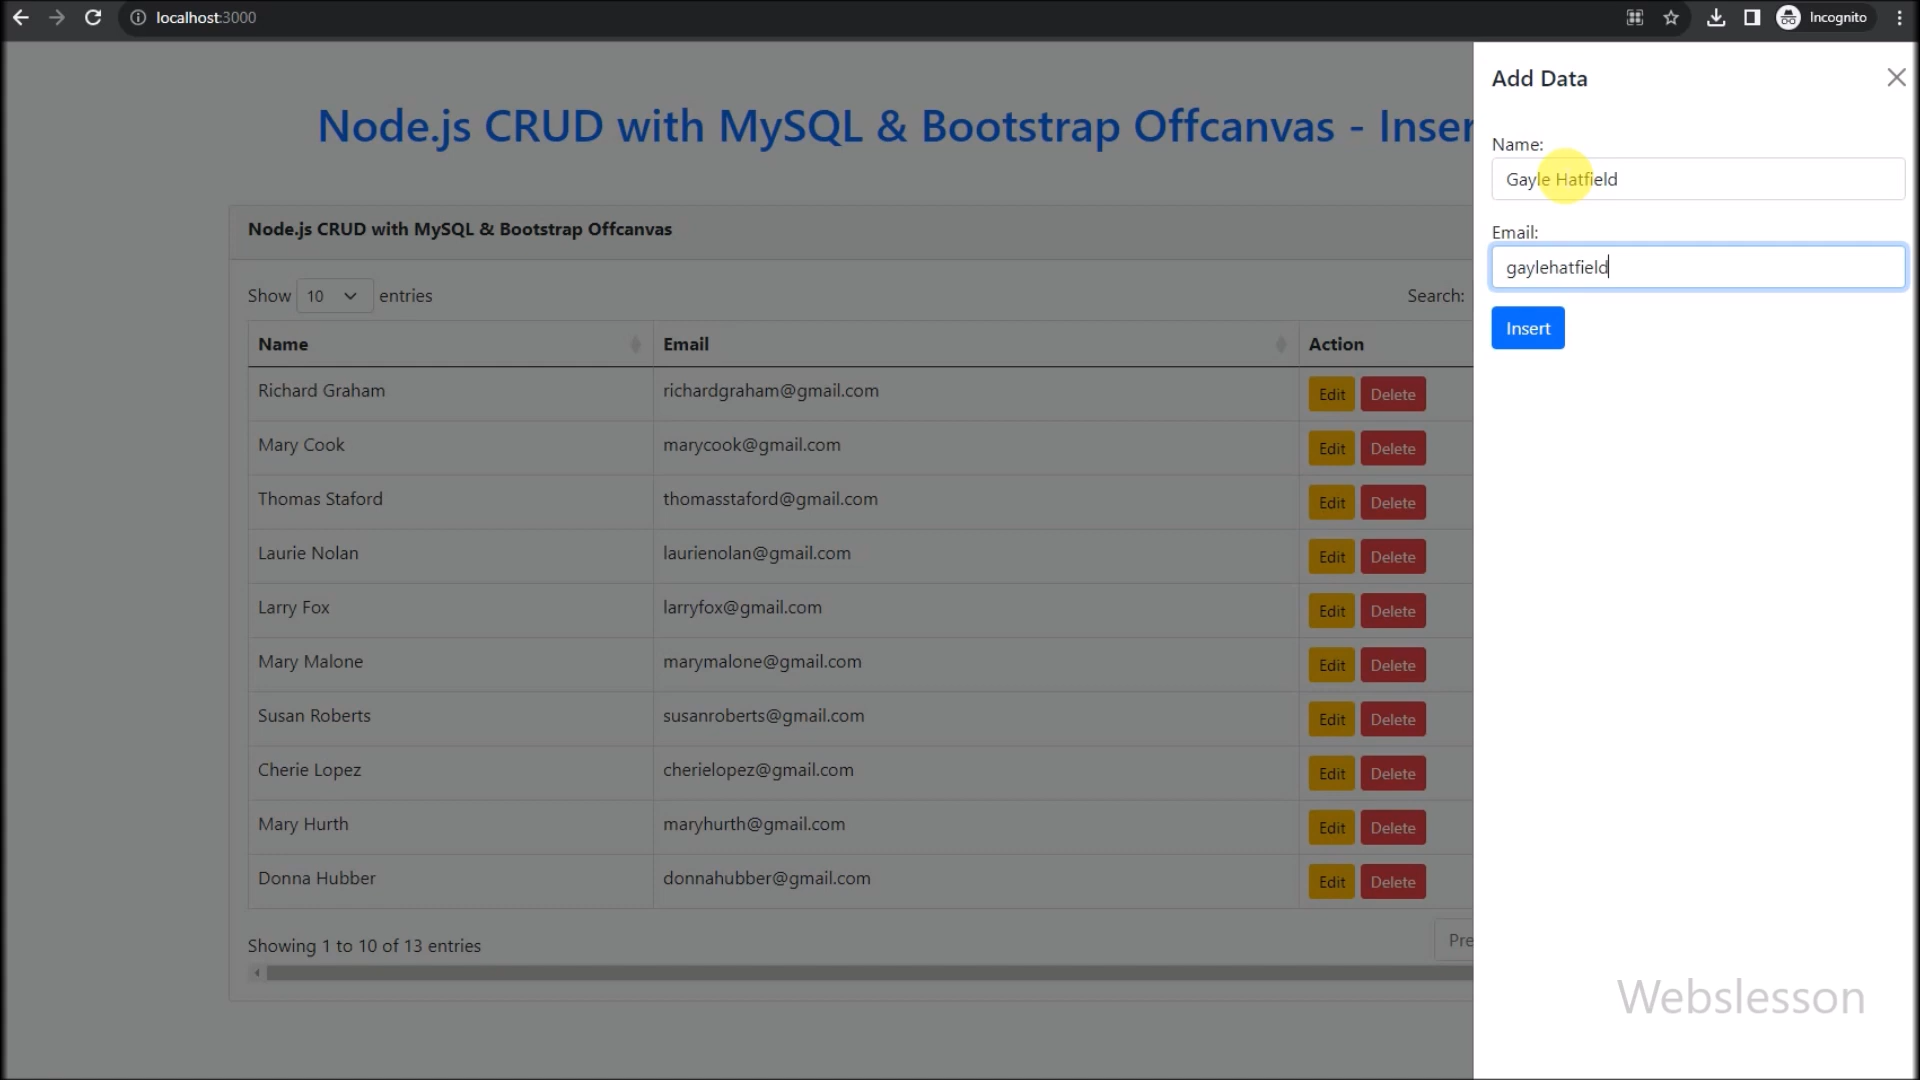 localhost:3000
Incognito
Node.js CRUD with MySQL & Bootstrap Offcanvas - Inser
Node.js CRUD with MySQL & Bootstrap Offcanvas
Show 10 entries
Search:
Name Email Action
Richard Graham richardgraham@gmail.com Edit Delete
Mary Cook marycook@gmail.com Edit Delete
Thomas Staford thomasstaford@gmail.com Edit Delete
Laurie Nolan laurienolan@gmail.com Edit Delete
Larry Fox larryfox@gmail.com Edit Delete
Mary Malone marymalone@gmail.com Edit Delete
Susan Roberts susanroberts@gmail.com Edit Delete
Cherie Lopez cherielopez@gmail.com Edit Delete
Mary Hurth maryhurth@gmail.com Edit Delete
Donna Hubber donnahubber@gmail.com Edit Delete
Showing 1 to 10 of 13 entries
Pre
Add Data
Name:
Gayle Hatfield
Email:
gaylehatfield
Insert
Webslesson